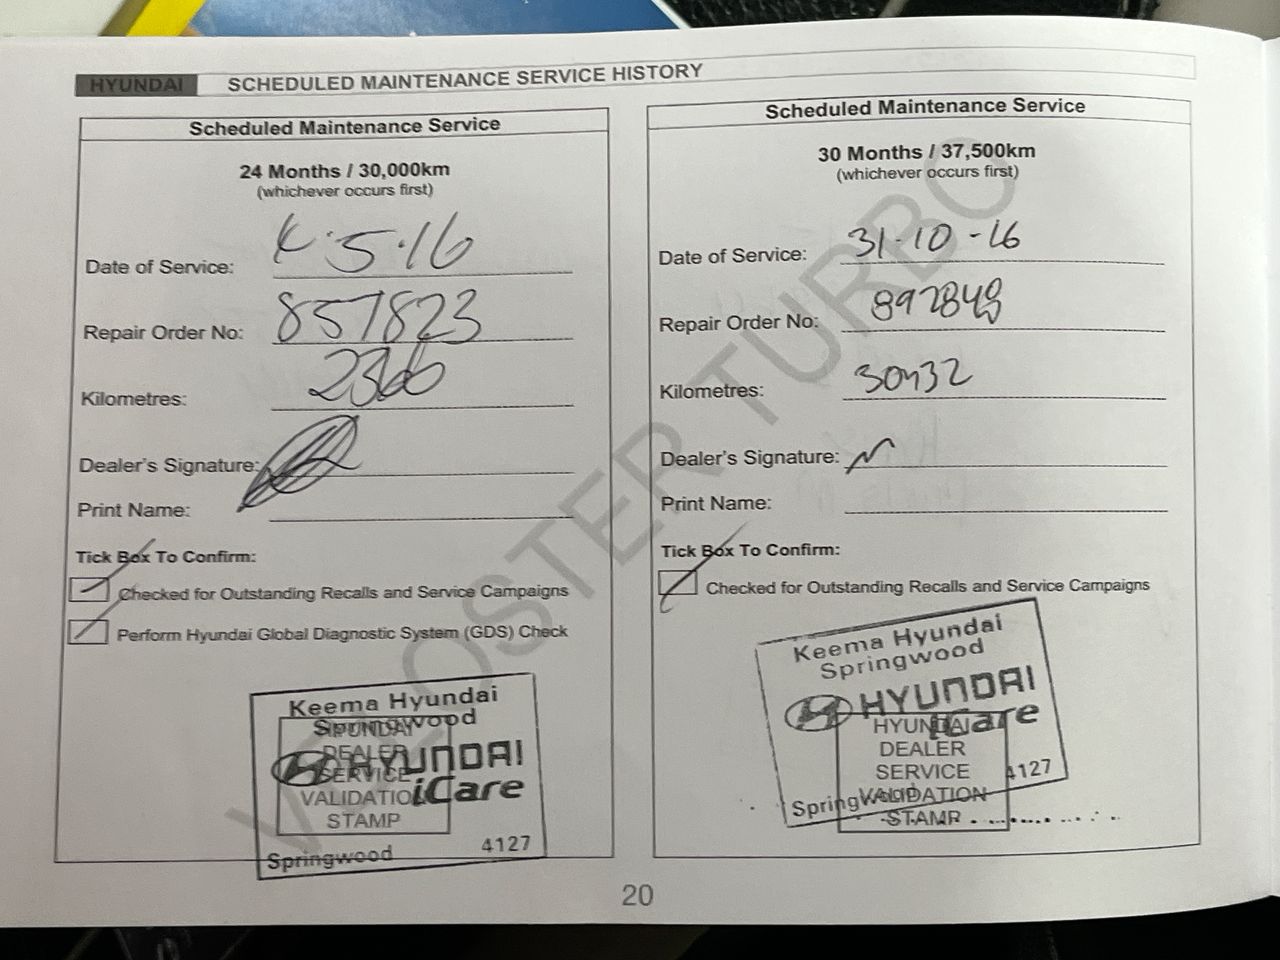 HYUNDAI SCHEDULED MAINTENANCE SERVICE HISTORY
Scheduled Maintenance Service
24 Months / 30,000km
(whichever occurs first)
Date of Service: 5·16
Repair Order No: 857823
Kilometres:
Dealer's Signature:
Print Name:
Tick Box To Confirm:
Checked for Outstanding Recalls and Service Campaigns
Perform Hyundai Global Diagnostic System (GDS) Check
Keema Hyundai
Springwood
HYUNDAI
iCare
HYUNDAI
DEALER
SERVICE
VALIDATION
STAMP
Springwood 4127
Scheduled Maintenance Service
30 Months / 37,500km
(whichever occurs first)
Date of Service: 31-10-16
Repair Order No:
Kilometres:
Dealer's Signature:
Print Name:
Tick Box To Confirm:
Checked for Outstanding Recalls and Service Campaigns
Keema Hyundai
Springwood
HYUNDAI
iCare
HYUNDAI
DEALER
SERVICE
VALIDATION
STAMP
Springwood 4127
VELOSTER TURBO
20